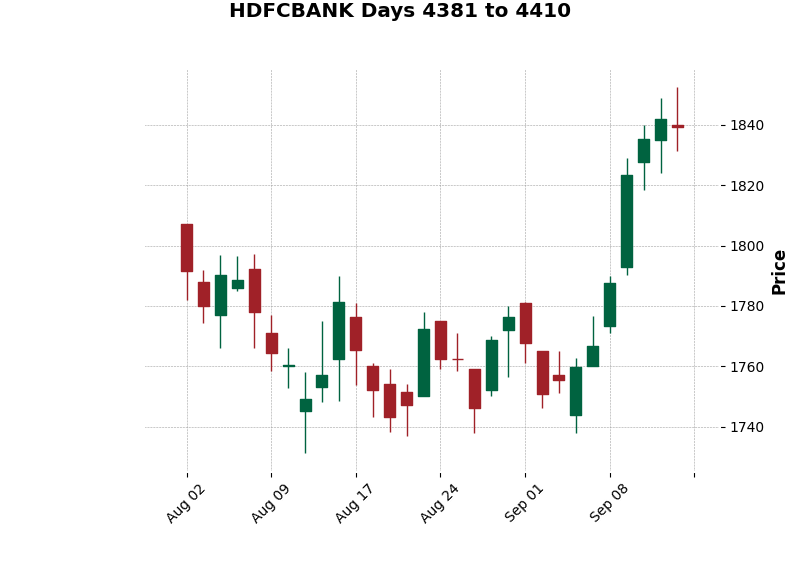 HDFCBANK Days 4381 to 4410
1840
1820
1800
1780
1760
1740
Price
Aug 02
Aug 09
Aug 17
Aug 24
Sep 01
Sep 08